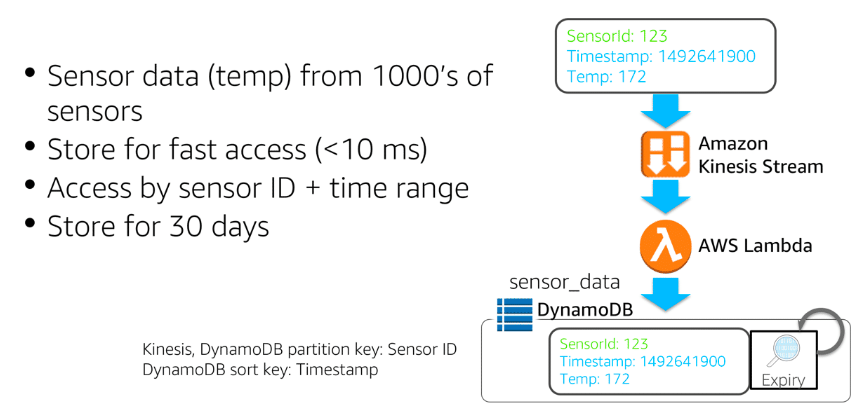 • Sensor data (temp) from 1000's of
sensors
• Store for fast access (<10 ms)
• Access by sensor ID + time range
• Store for 30 days
Kinesis, DynamoDB partition key: Sensor ID
DynamoDB sort key: Timestamp
SensorId: 123
Timestamp: 1492641900
Temp: 172
Amazon
Kinesis Stream
AWS Lambda
sensor_data
DynamoDB
SensorId: 123
Timestamp: 1492641900
Temp: 172
Expiry